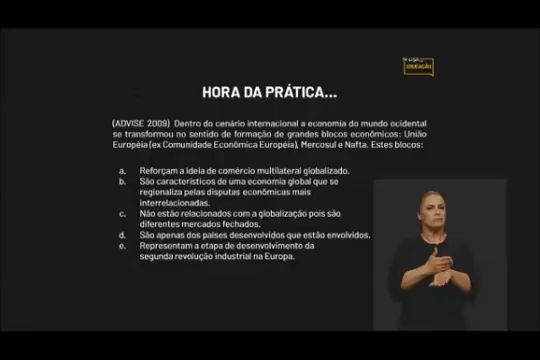 EDUCAÇÃO
HORA DA PRÁTICA...
(ADVISE 2009) Dentro do cenário internacional a economia do mundo ocidental
se transformou no sentido de formação de grandes blocos econômicos: União
Européia (ex Comunidade Econômica Européia), Mercosul e Nafta. Estes blocos:
a. Reforçam a ideia de comércio multilateral globalizado.
b. São característicos de uma economia global que se
regionaliza pelas disputas econômicas mais
interrelacionadas.
c. Não estão relacionados com a globalização pois são
diferentes mercados fechados.
d. São apenas dos países desenvolvidos que estão envolvidos.
e. Representam a etapa de desenvolvimento da
segunda revolução industrial na Europa.